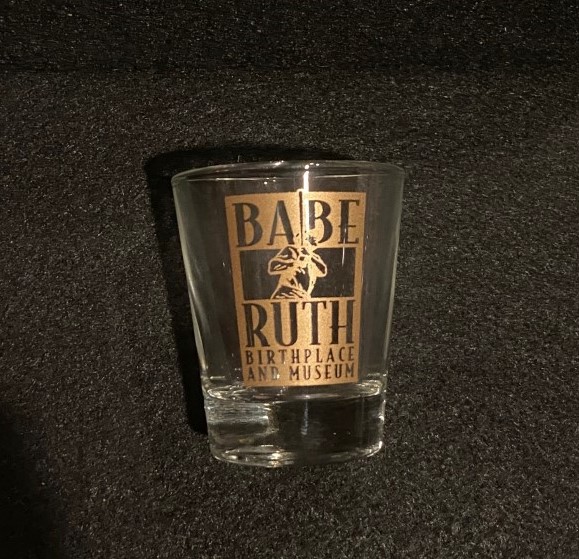 BABE
RUTH
BIRTHPLACE
AND MUSEUM